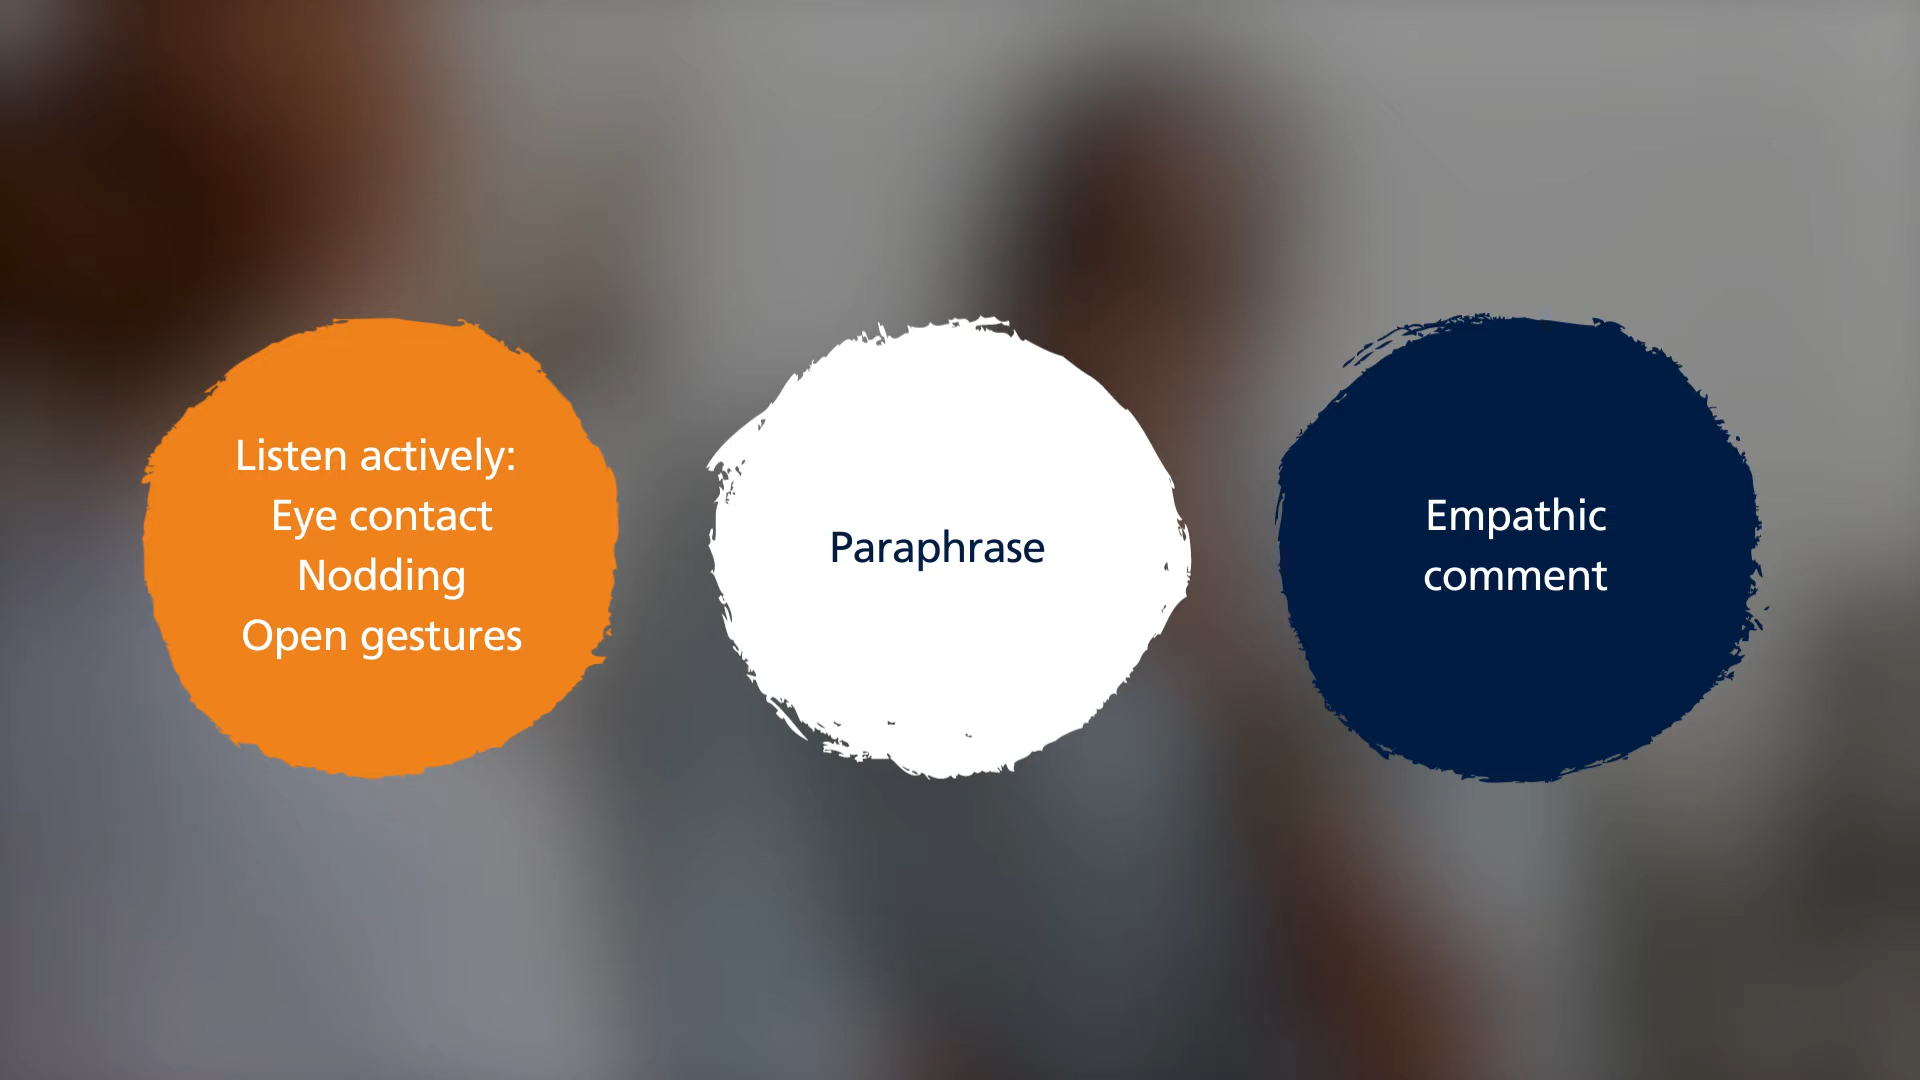 Listen actively:
Eye contact
Nodding
Open gestures
Paraphrase
Empathic
comment